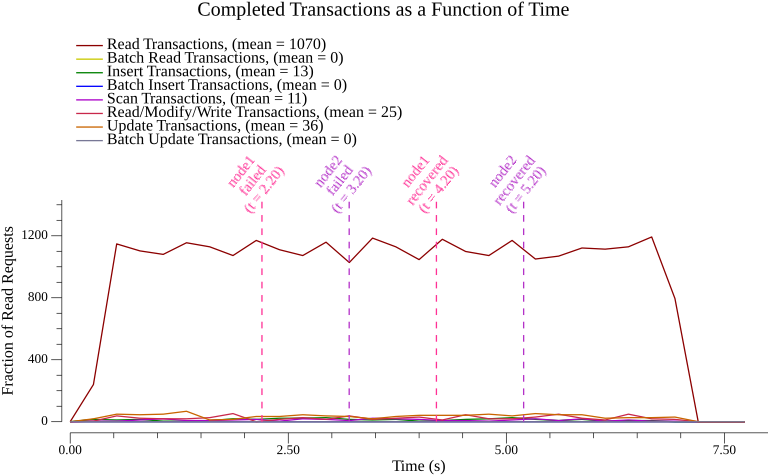 Completed Transactions as a Function of Time
Read Transactions, (mean = 1070)
Batch Read Transactions, (mean = 0)
Insert Transactions, (mean = 13)
Batch Insert Transactions, (mean = 0)
Scan Transactions, (mean = 11)
Read/Modify/Write Transactions, (mean = 25)
Update Transactions, (mean = 36)
Batch Update Transactions, (mean = 0)
node1
failed
(t = 2.20)
node2
failed
(t = 3.20)
node1
recovered
(t = 4.20)
node2
recovered
(t = 5.20)
Fraction of Read Requests
1200
800
400
0
0.00
2.50
5.00
7.50
Time (s)